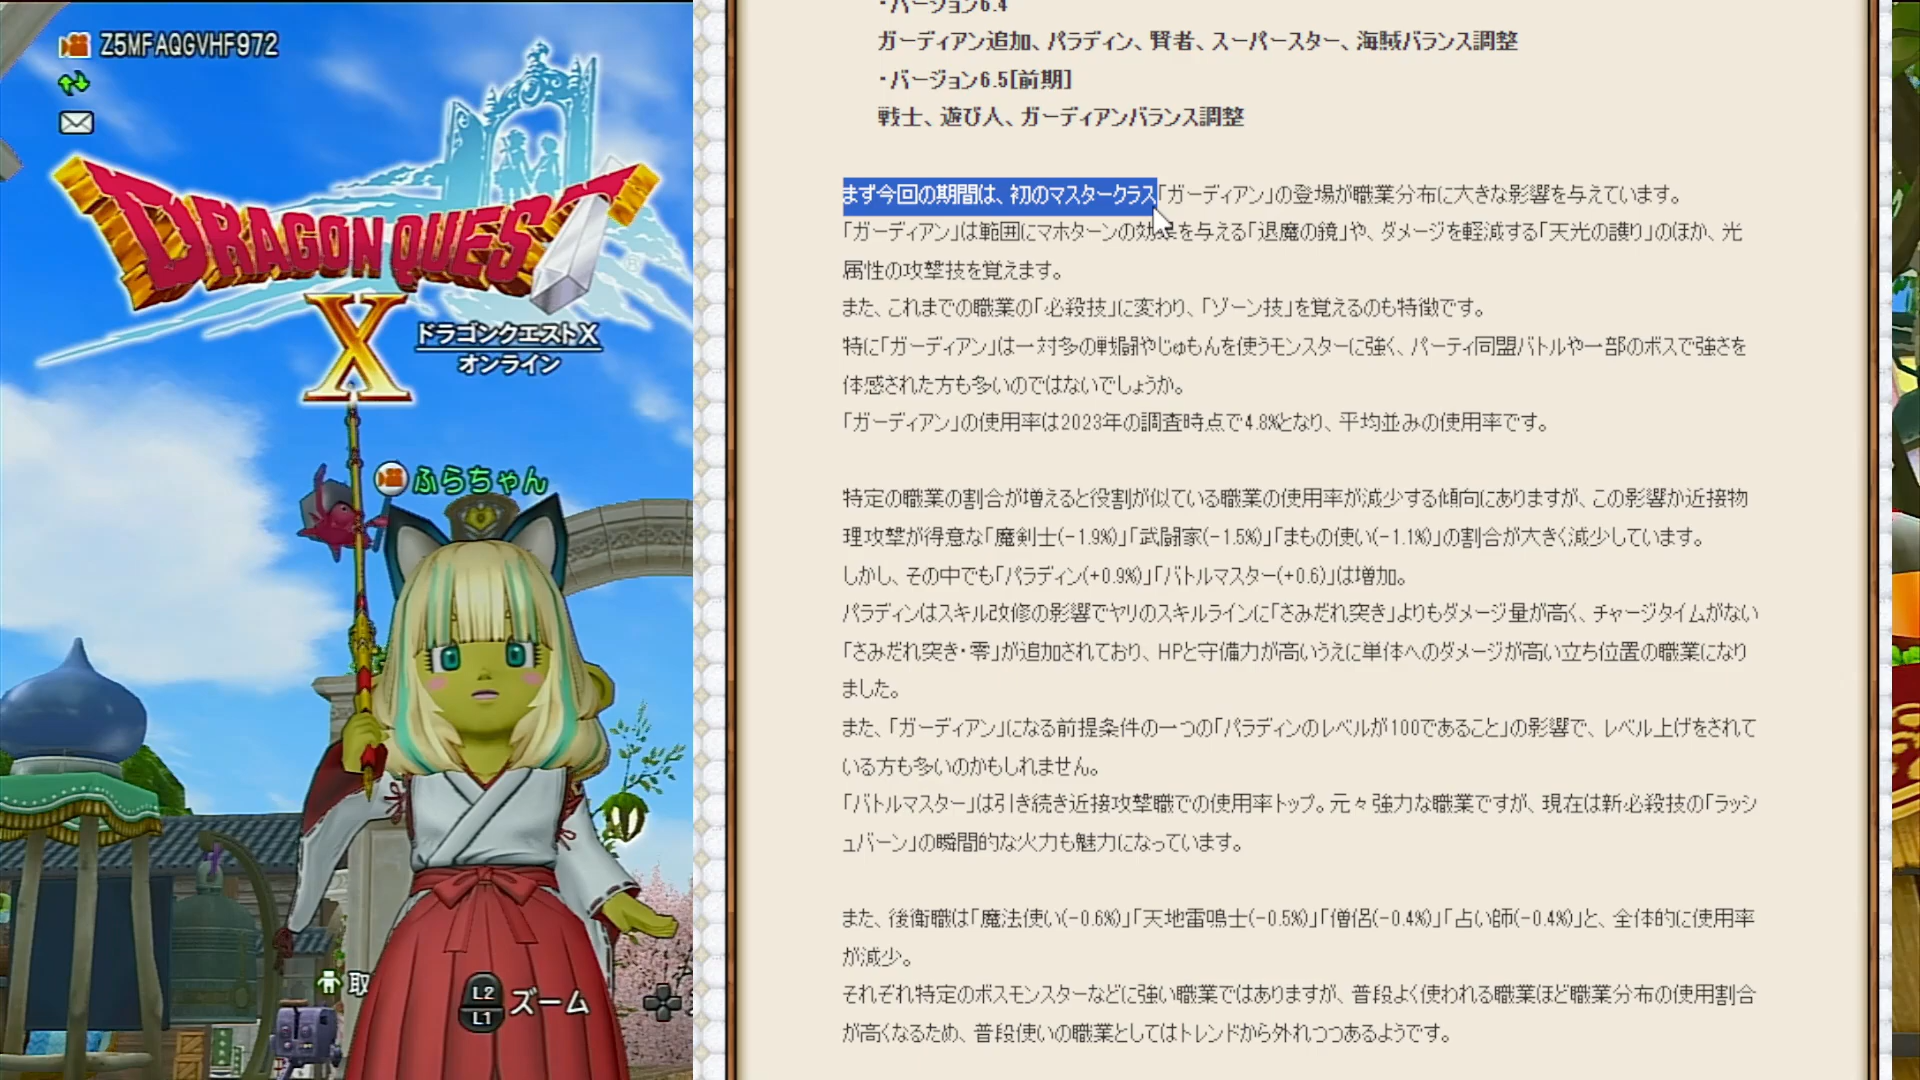 Z5MFAQGVHF972
DRAGON QUEST
X
ドラゴンクエストX
オンライン
ふらちゃん
取
L2
L1
ズーム
・バージョン6.4
ガーディアン追加、パラディン、賢者、スーパースター、海賊バランス調整
・バージョン6.5[前期]
戦士、遊び人、ガーディアンバランス調整
まず今回の期間は、初のマスタークラス「ガーディアン」の登場が職業分布に大きな影響を与えています。
「ガーディアン」は範囲にマホターンの効果を与える「退魔の鏡」や、ダメージを軽減する「天光の護り」のほか、光
属性の攻撃技を覚えます。
また、これまでの職業の「必殺技」に変わり、「ゾーン技」を覚えるのも特徴です。
特に「ガーディアン」は一対多の戦闘やじゅもんを使うモンスターに強く、パーティ同盟バトルや一部のボスで強さを
体感された方も多いのではないでしょうか。
「ガーディアン」の使用率は2023年の調査時点で4.8%となり、平均並みの使用率です。
特定の職業の割合が増えると役割が似ている職業の使用率が減少する傾向にありますが、この影響か近接物
理攻撃が得意な「魔剣士(-1.9%)」「武闘家(-1.5%)」「まもの使い(-1.1%)」の割合が大きく減少しています。
しかし、その中でも「パラディン(+0.9%)」「バトルマスター(+0.6)」は増加。
パラディンはスキル改修の影響でヤリのスキルラインに「さみだれ突き」よりもダメージ量が高く、チャージタイムがない
「さみだれ突き・零」が追加されており、HPと守備力が高いうえに単体へのダメージが高い立ち位置の職業になり
ました。
また、「ガーディアン」になる前提条件の一つの「パラディンのレベルが100であること」の影響で、レベル上げをされて
いる方も多いのかもしれません。
「バトルマスター」は引き続き近接攻撃職での使用率トップ。元々強力な職業ですが、現在は新必殺技の「ラッシ
ュバーン」の瞬間的な火力も魅力になっています。
また、後衛職は「魔法使い(-0.6%)」「天地雷鳴士(-0.5%)」「僧侶(-0.4%)」「占い師(-0.4%)」と、全体的に使用率
が減少。
それぞれ特定のボスモンスターなどに強い職業ではありますが、普段よく使われる職業ほど職業分布の使用割合
が高くなるため、普段使いの職業としてはトレンドから外れつつあるようです。